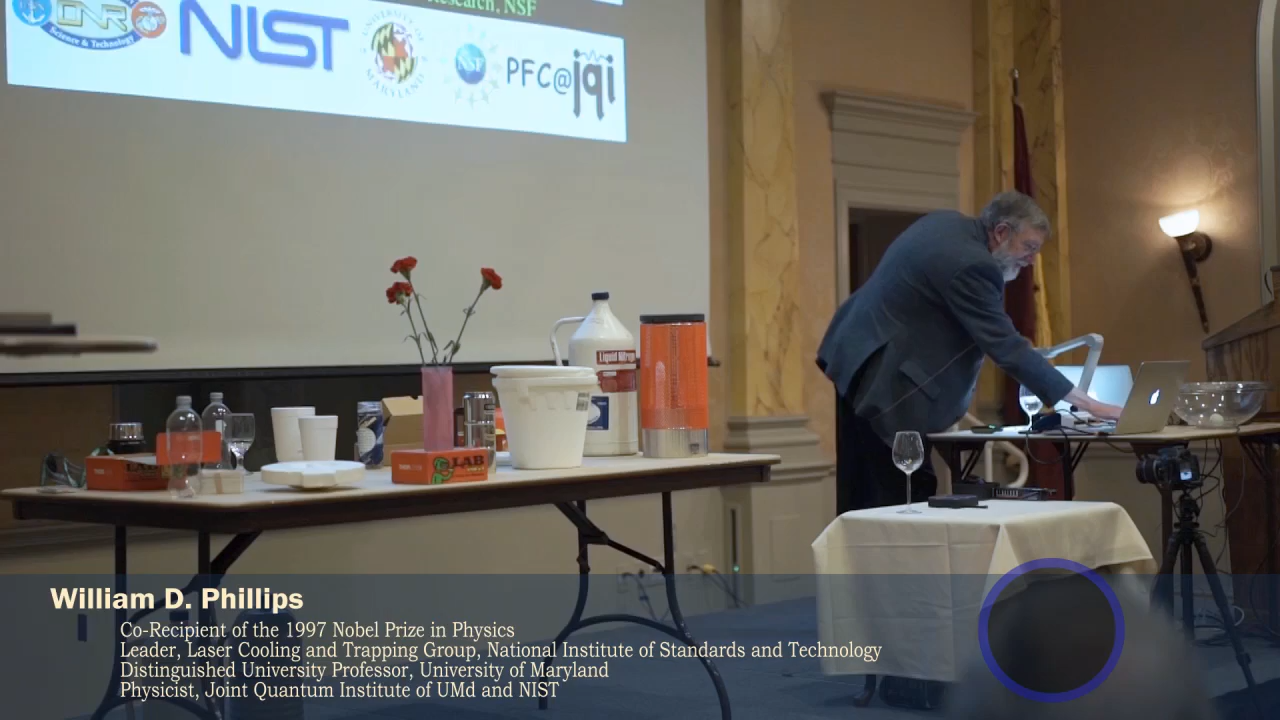 Research, NSF
ONR
Science & Technology
NIST
UNIVERSITY OF
MARYLAND
NSF
PFC@jqi
Liquid Nitrogen
LAB
William D. Phillips
Co-Recipient of the 1997 Nobel Prize in Physics
Leader, Laser Cooling and Trapping Group, National Institute of Standards and Technology
Distinguished University Professor, University of Maryland
Physicist, Joint Quantum Institute of UMd and NIST